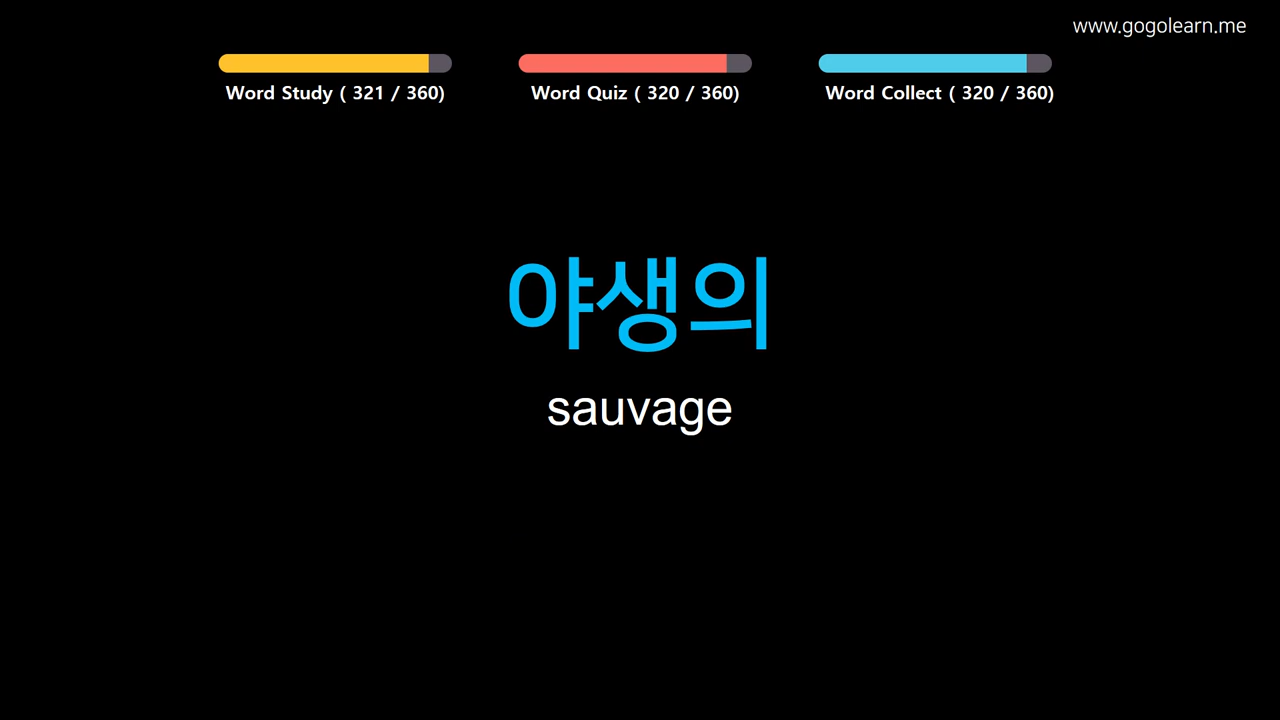 www.gogolearn.me
Word Study ( 321 / 360)
Word Quiz ( 320 / 360)
Word Collect ( 320 / 360)
야생의
sauvage